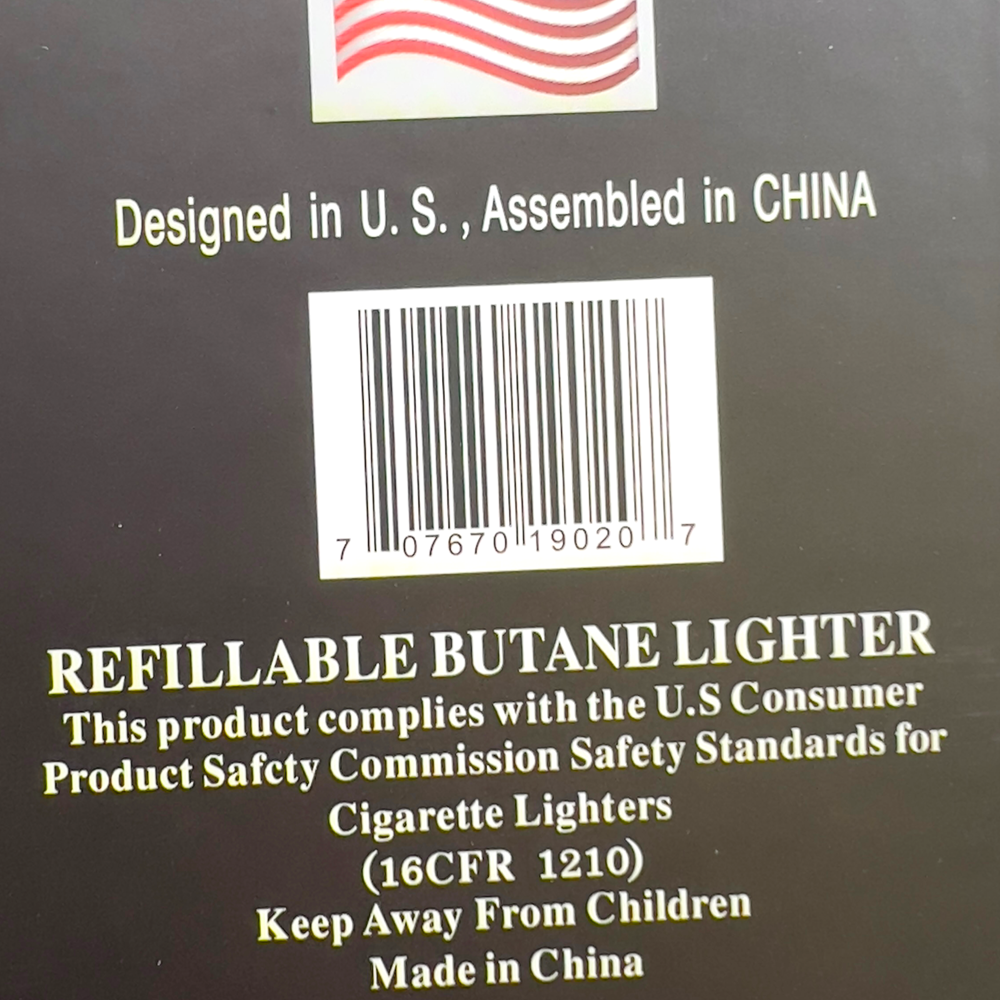 Designed in U. S. , Assembled in CHINA
7 07670 19020 7
REFILLABLE BUTANE LIGHTER
This product complies with the U.S Consumer
Product Safcty Commission Safety Standards for
Cigarette Lighters
(16CFR 1210)
Keep Away From Children
Made in China